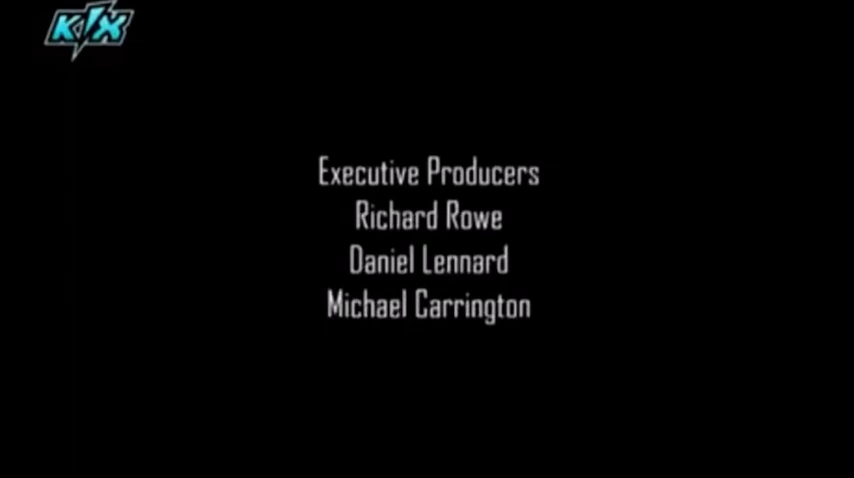 KIX
Executive Producers
Richard Rowe
Daniel Lennard
Michael Carrington